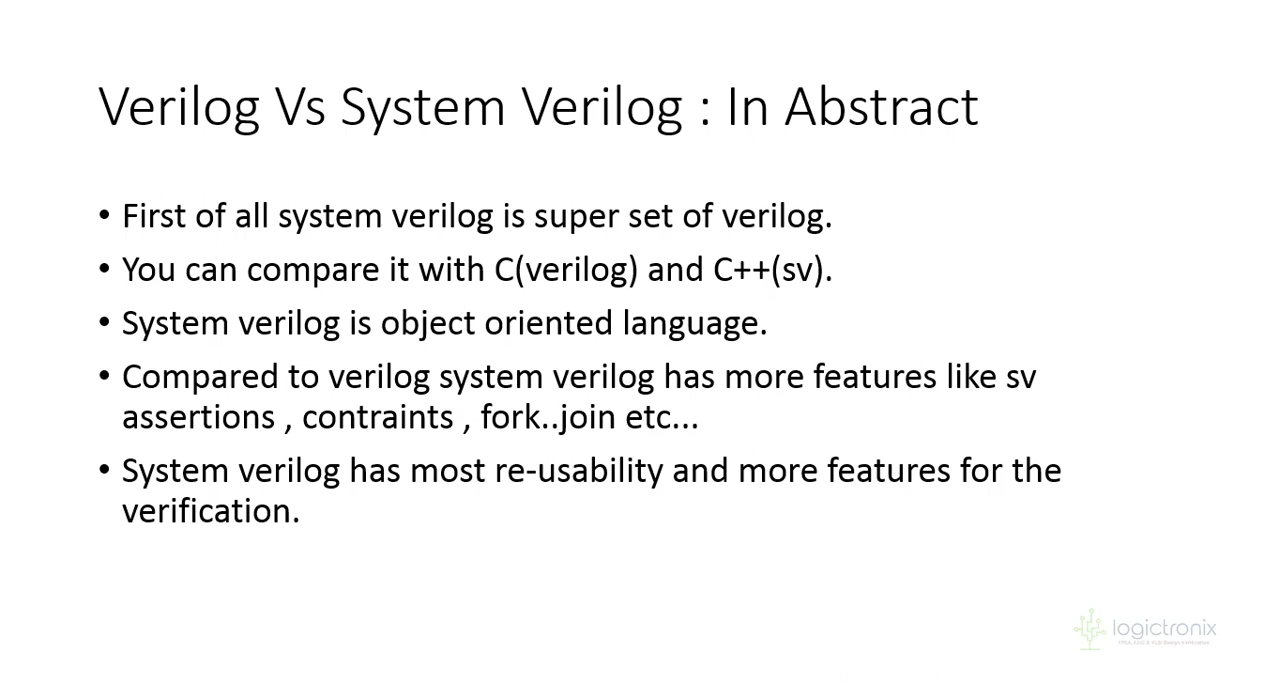 Verilog Vs System Verilog : In Abstract
• First of all system verilog is super set of verilog.
• You can compare it with C(verilog) and C++(sv).
• System verilog is object oriented language.
• Compared to verilog system verilog has more features like sv
assertions , contraints , fork..join etc...
• System verilog has most re-usability and more features for the
verification.
logictronix